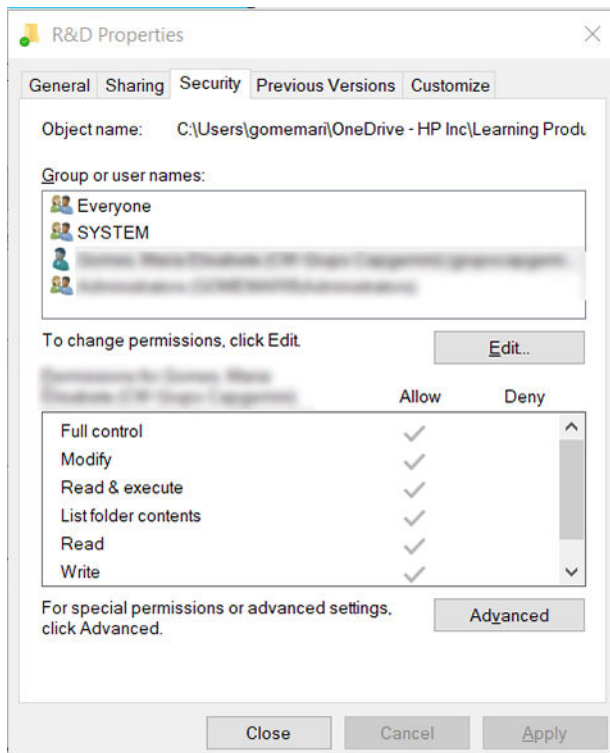 R&D Properties
General Sharing Security Previous Versions Customize
Object name: C:\Users\gomemari\OneDrive - HP Inc\Learning Produ
Group or user names:
Everyone
SYSTEM
To change permissions, click Edit.
Edit...
Allow Deny
Full control
Modify
Read & execute
List folder contents
Read
Write
For special permissions or advanced settings,
click Advanced.
Advanced
Close Cancel Apply